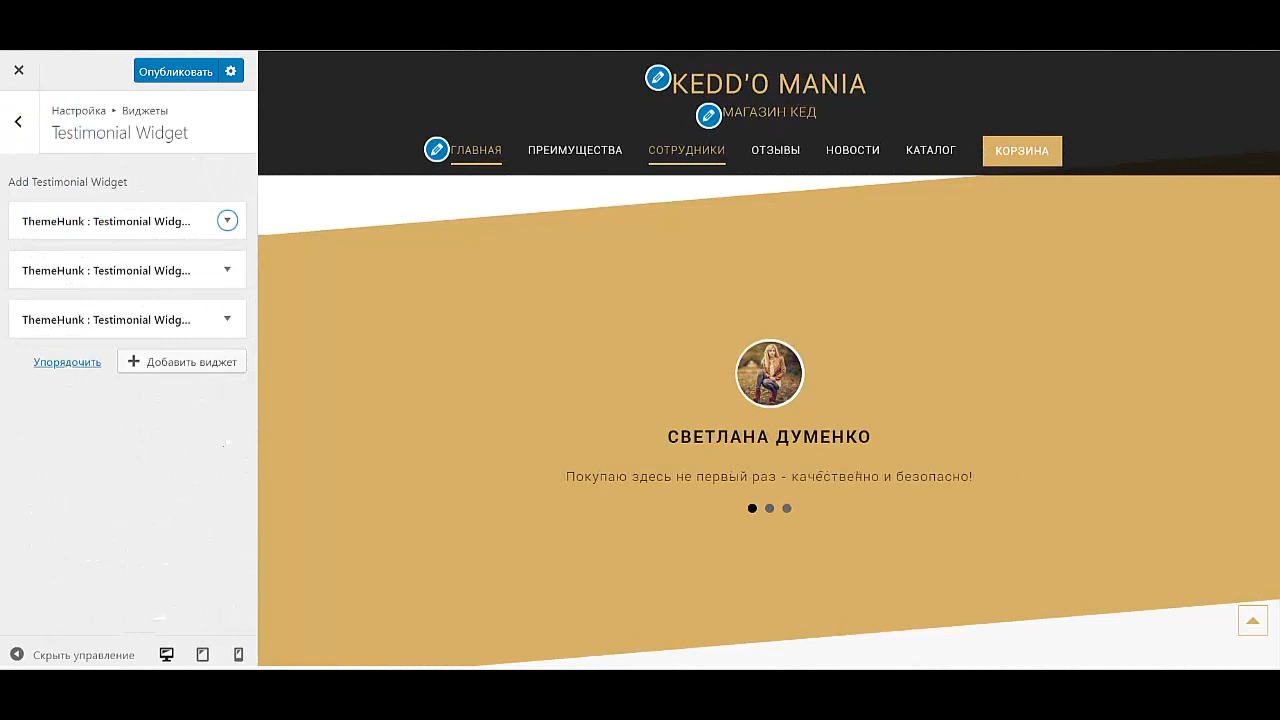 Опубликовать
Настройка ▸ Виджеты
Testimonial Widget
Add Testimonial Widget
ThemeHunk : Testimonial Widg...
ThemeHunk : Testimonial Widg...
ThemeHunk : Testimonial Widg...
Упорядочить
Добавить виджет
Скрыть управление
KEDD'O MANIA
МАГАЗИН КЕД
ГЛАВНАЯ ПРЕИМУЩЕСТВА СОТРУДНИКИ ОТЗЫВЫ НОВОСТИ КАТАЛОГ КОРЗИНА
СВЕТЛАНА ДУМЕНКО
Покупаю здесь не первый раз - качественно и безопасно!